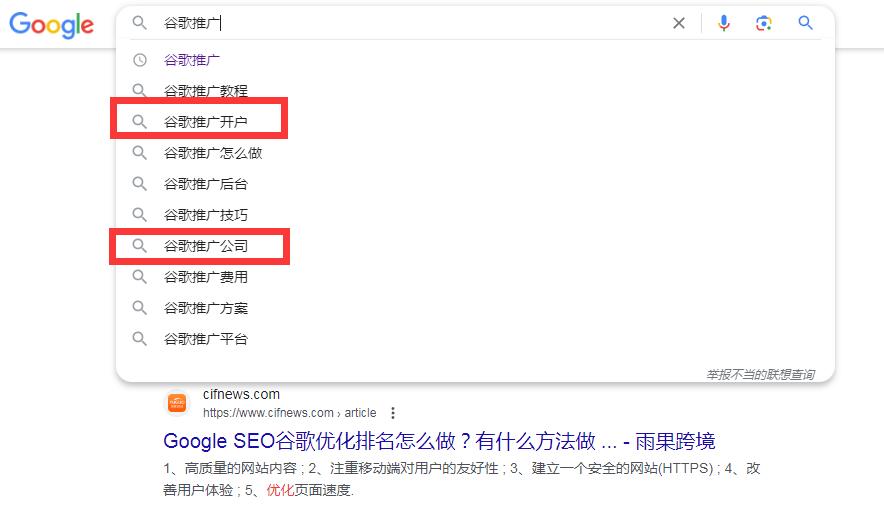 Google
谷歌推广
谷歌推广
谷歌推广教程
谷歌推广开户
谷歌推广怎么做
谷歌推广后台
谷歌推广技巧
谷歌推广公司
谷歌推广费用
谷歌推广方案
谷歌推广平台
举报不当的联想查询
cifnews.com
https://www.cifnews.com › article
Google SEO谷歌优化排名怎么做？有什么方法做 ... - 雨果跨境
1、高质量的网站内容 ; 2、注重移动端对用户的友好性 ; 3、建立一个安全的网站(HTTPS) ; 4、改
善用户体验 ; 5、优化页面速度.